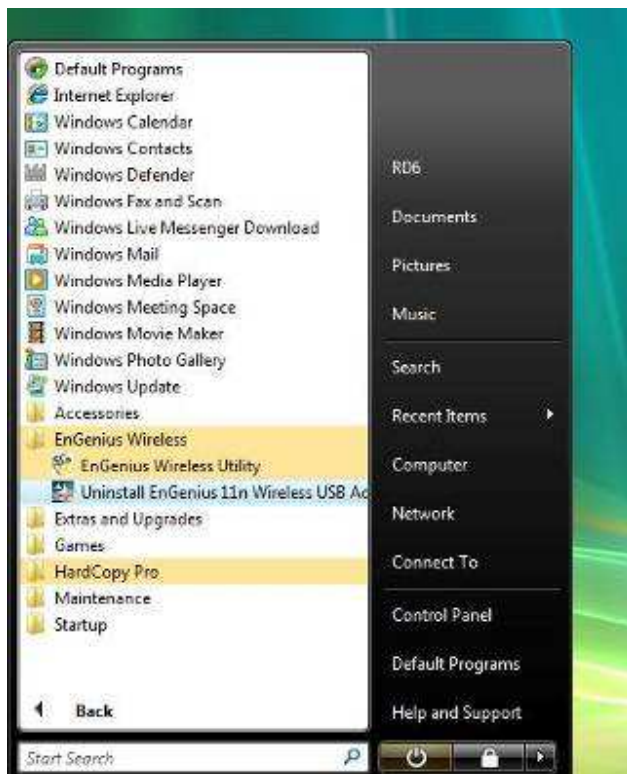 Default Programs
Internet Explorer
Windows Calendar
Windows Contacts
Windows Defender
Windows Fax and Scan
Windows Live Messenger Download
Windows Mail
Windows Media Player
Windows Meeting Space
Windows Movie Maker
Windows Photo Gallery
Windows Update
Accessories
EnGenius Wireless
EnGenius Wireless Utility
Uninstall EnGenius 11n Wireless USB Ad
Extras and Upgrades
Games
HardCopy Pro
Maintenance
Startup
Back
Start Search
RD6
Documents
Pictures
Music
Search
Recent Items
Computer
Network
Connect To
Control Panel
Default Programs
Help and Support